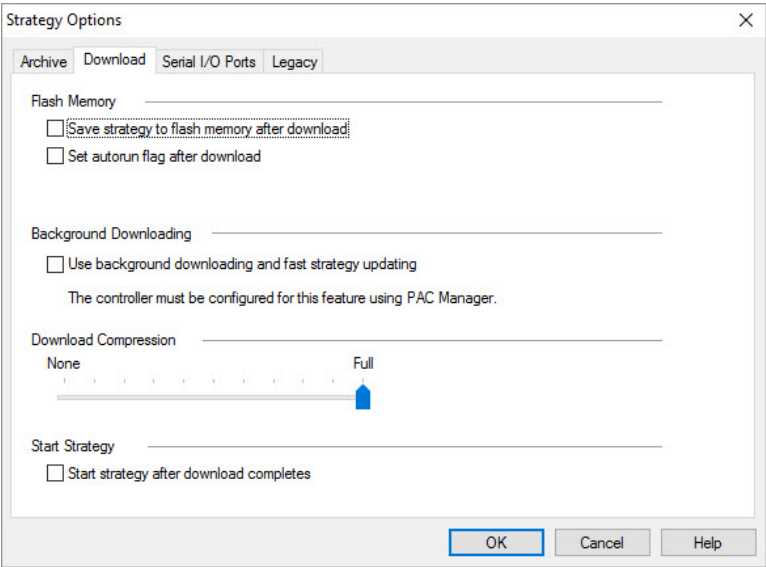 Strategy Options
Archive Download Serial I/O Ports Legacy
Flash Memory
Save strategy to flash memory after download
Set autorun flag after download
Background Downloading
Use background downloading and fast strategy updating
The controller must be configured for this feature using PAC Manager.
Download Compression
None Full
Start Strategy
Start strategy after download completes
OK Cancel Help